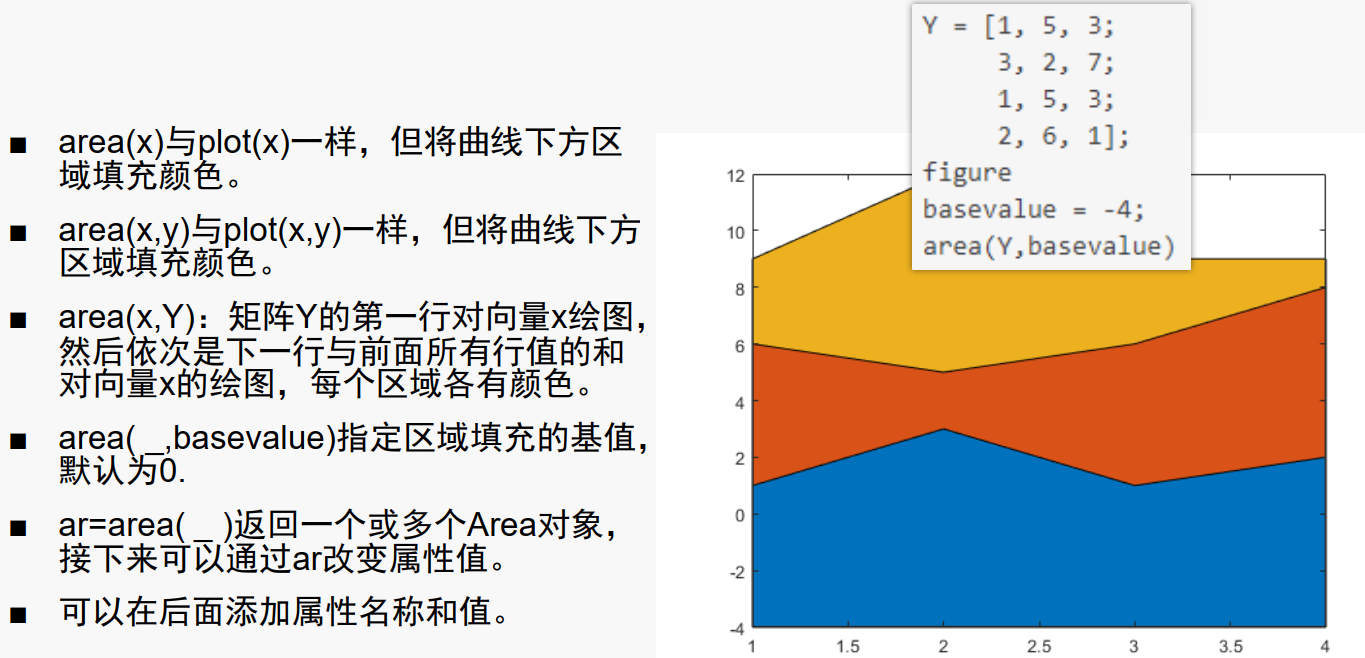 ■ area(x)与plot(x)一样，但将曲线下方区
域填充颜色。
■ area(x,y)与plot(x,y)一样，但将曲线下方
区域填充颜色。
■ area(x,Y)：矩阵Y的第一行对向量x绘图，
然后依次是下一行与前面所有行值的和
对向量x的绘图，每个区域各有颜色。
■ area( _,basevalue)指定区域填充的基值，
默认为0.
■ ar=area( _ )返回一个或多个Area对象，
接下来可以通过ar改变属性值。
■ 可以在后面添加属性名称和值。
Y = [1, 5, 3;
3, 2, 7;
1, 5, 3;
2, 6, 1];
figure
basevalue = -4;
area(Y,basevalue)
12
10
8
6
4
2
0
-2
-4
1 1.5 2 2.5 3 3.5 4